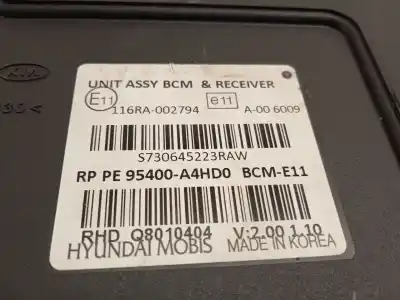 KIA
UNIT ASSY BCM & RECEIVER
E11 e11
116RA-002794 A-00 6009
S730645223RAW
RP PE 95400-A4HD0 BCM-E11
RHD Q8010404 V:2.00 1.10
HYUNDAI MOBIS MADE IN KOREA